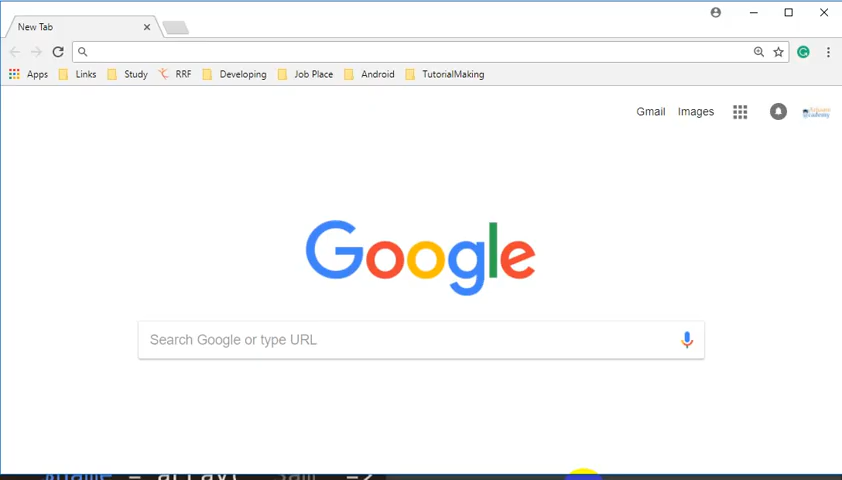 New Tab
Apps Links Study RRF Developing Job Place Android TutorialMaking
Gmail Images
Google
Search Google or type URL